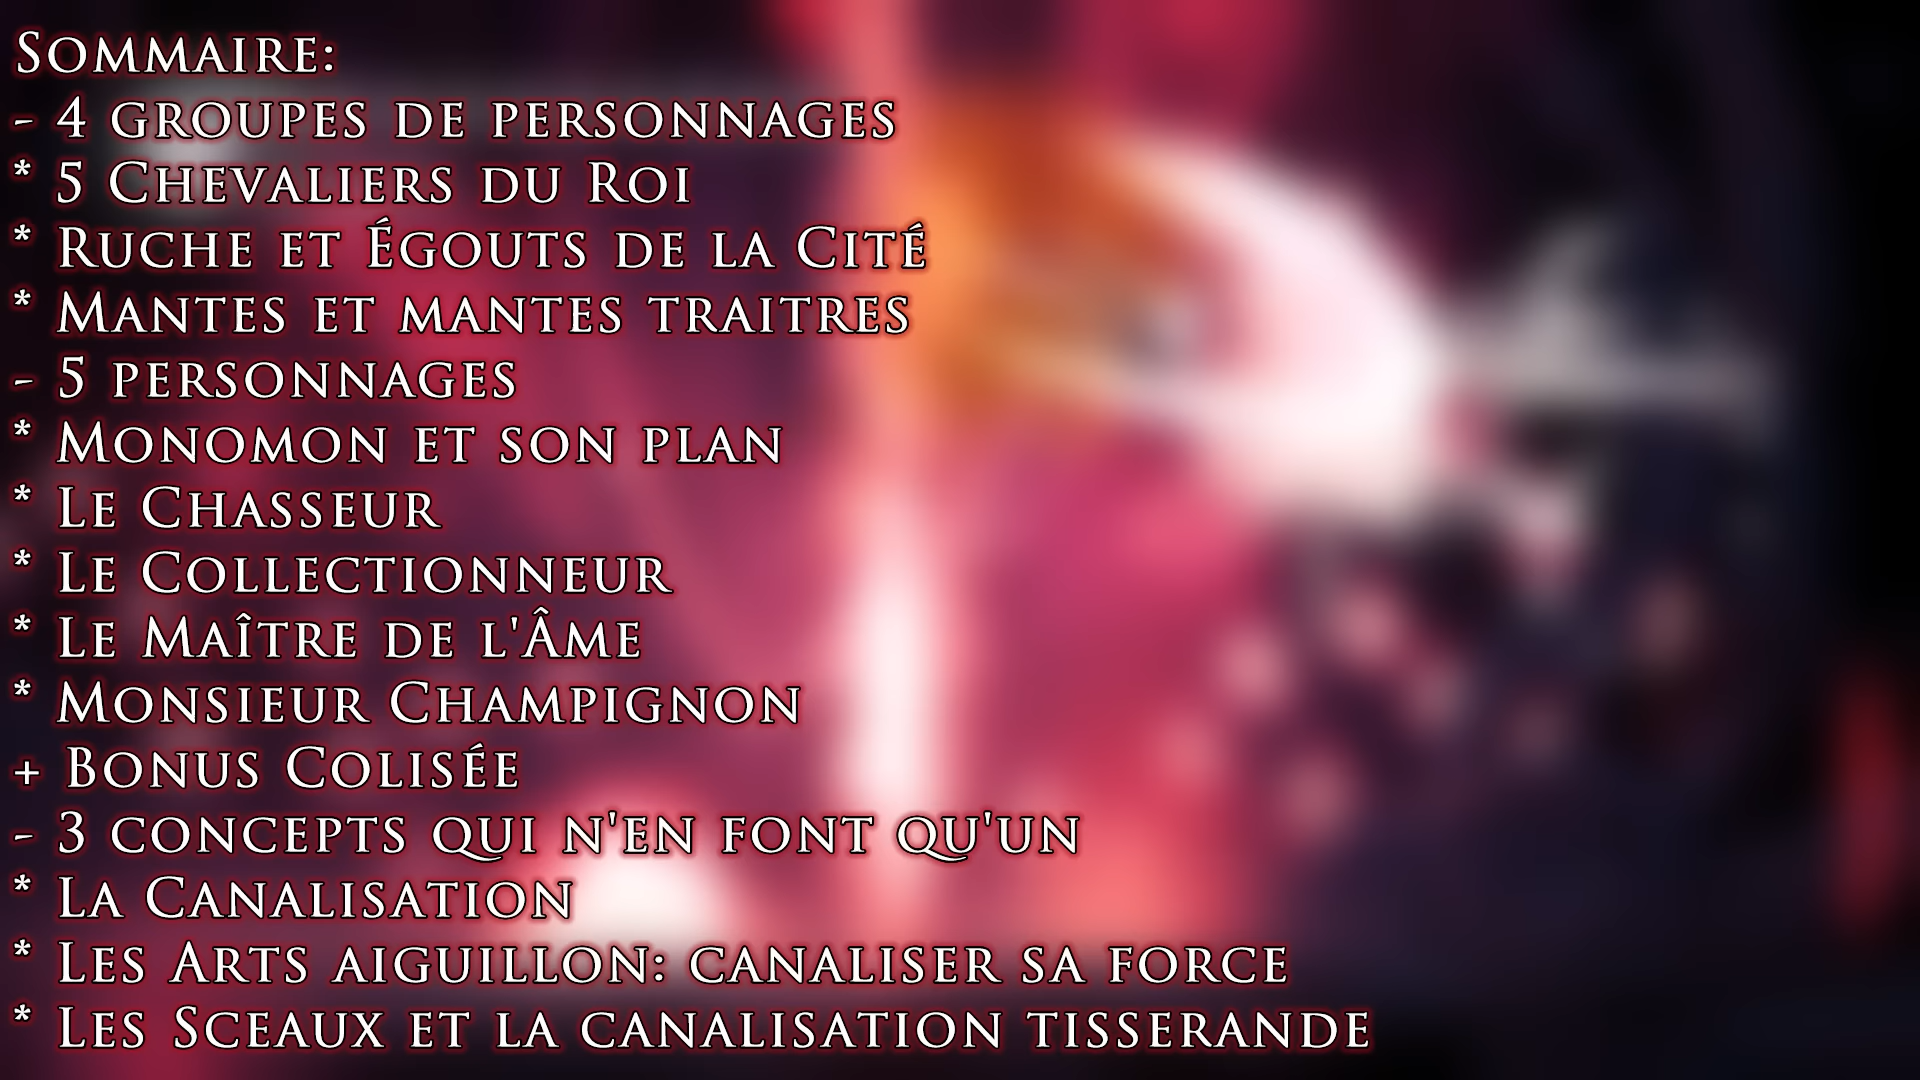 Sommaire:
- 4 groupes de personnages
* 5 Chevaliers du Roi
* Ruche et Égouts de la Cité
* Mantes et mantes traitres
- 5 personnages
* Monomon et son plan
* Le Chasseur
* Le Collectionneur
* Le Maître de l'Âme
* Monsieur Champignon
+ Bonus Colisée
- 3 concepts qui n'en font qu'un
* La Canalisation
* Les Arts aiguillon: canaliser sa force
* Les Sceaux et la canalisation tisserande